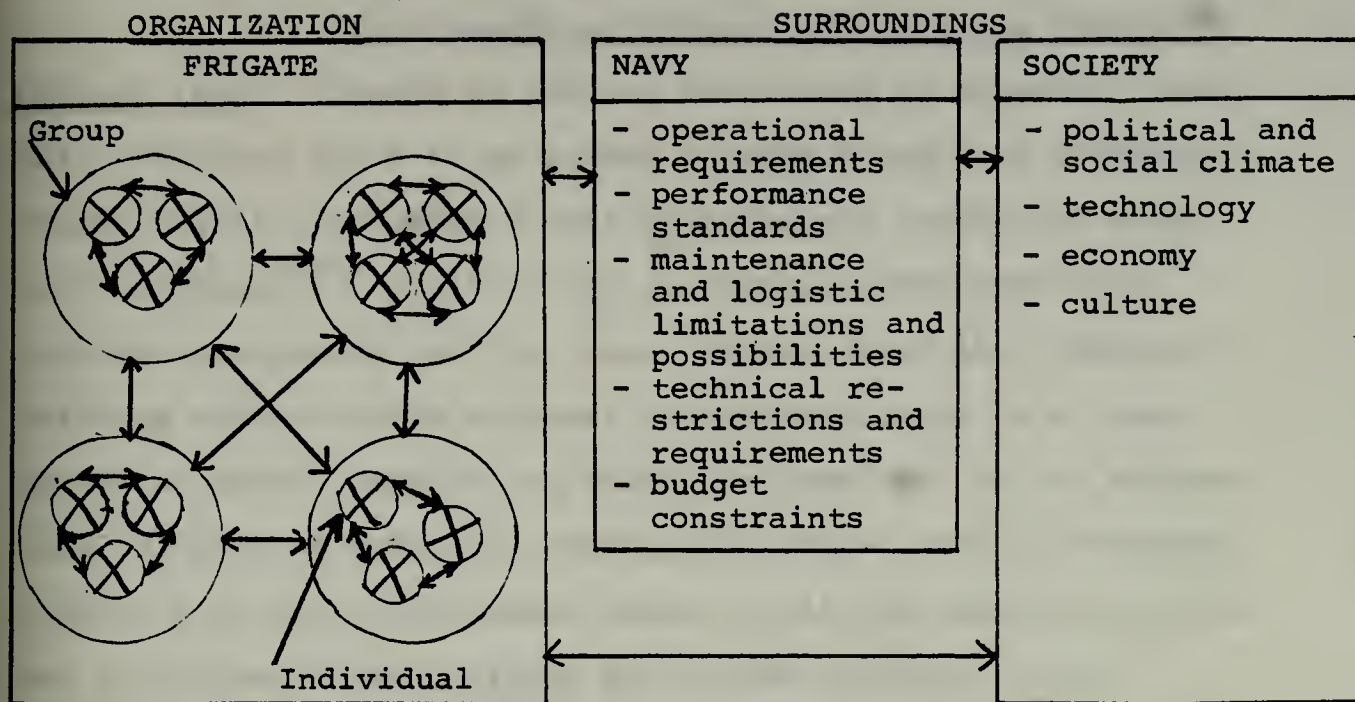 ORGANIZATION
SURROUNDINGS
FRIGATE
Group
Individual
NAVY
- operational
requirements
- performance
standards
- maintenance
and logistic
limitations and
possibilities
- technical re-
strictions and
requirements
- budget
constraints
SOCIETY
- political and
social climate
- technology
- economy
- culture